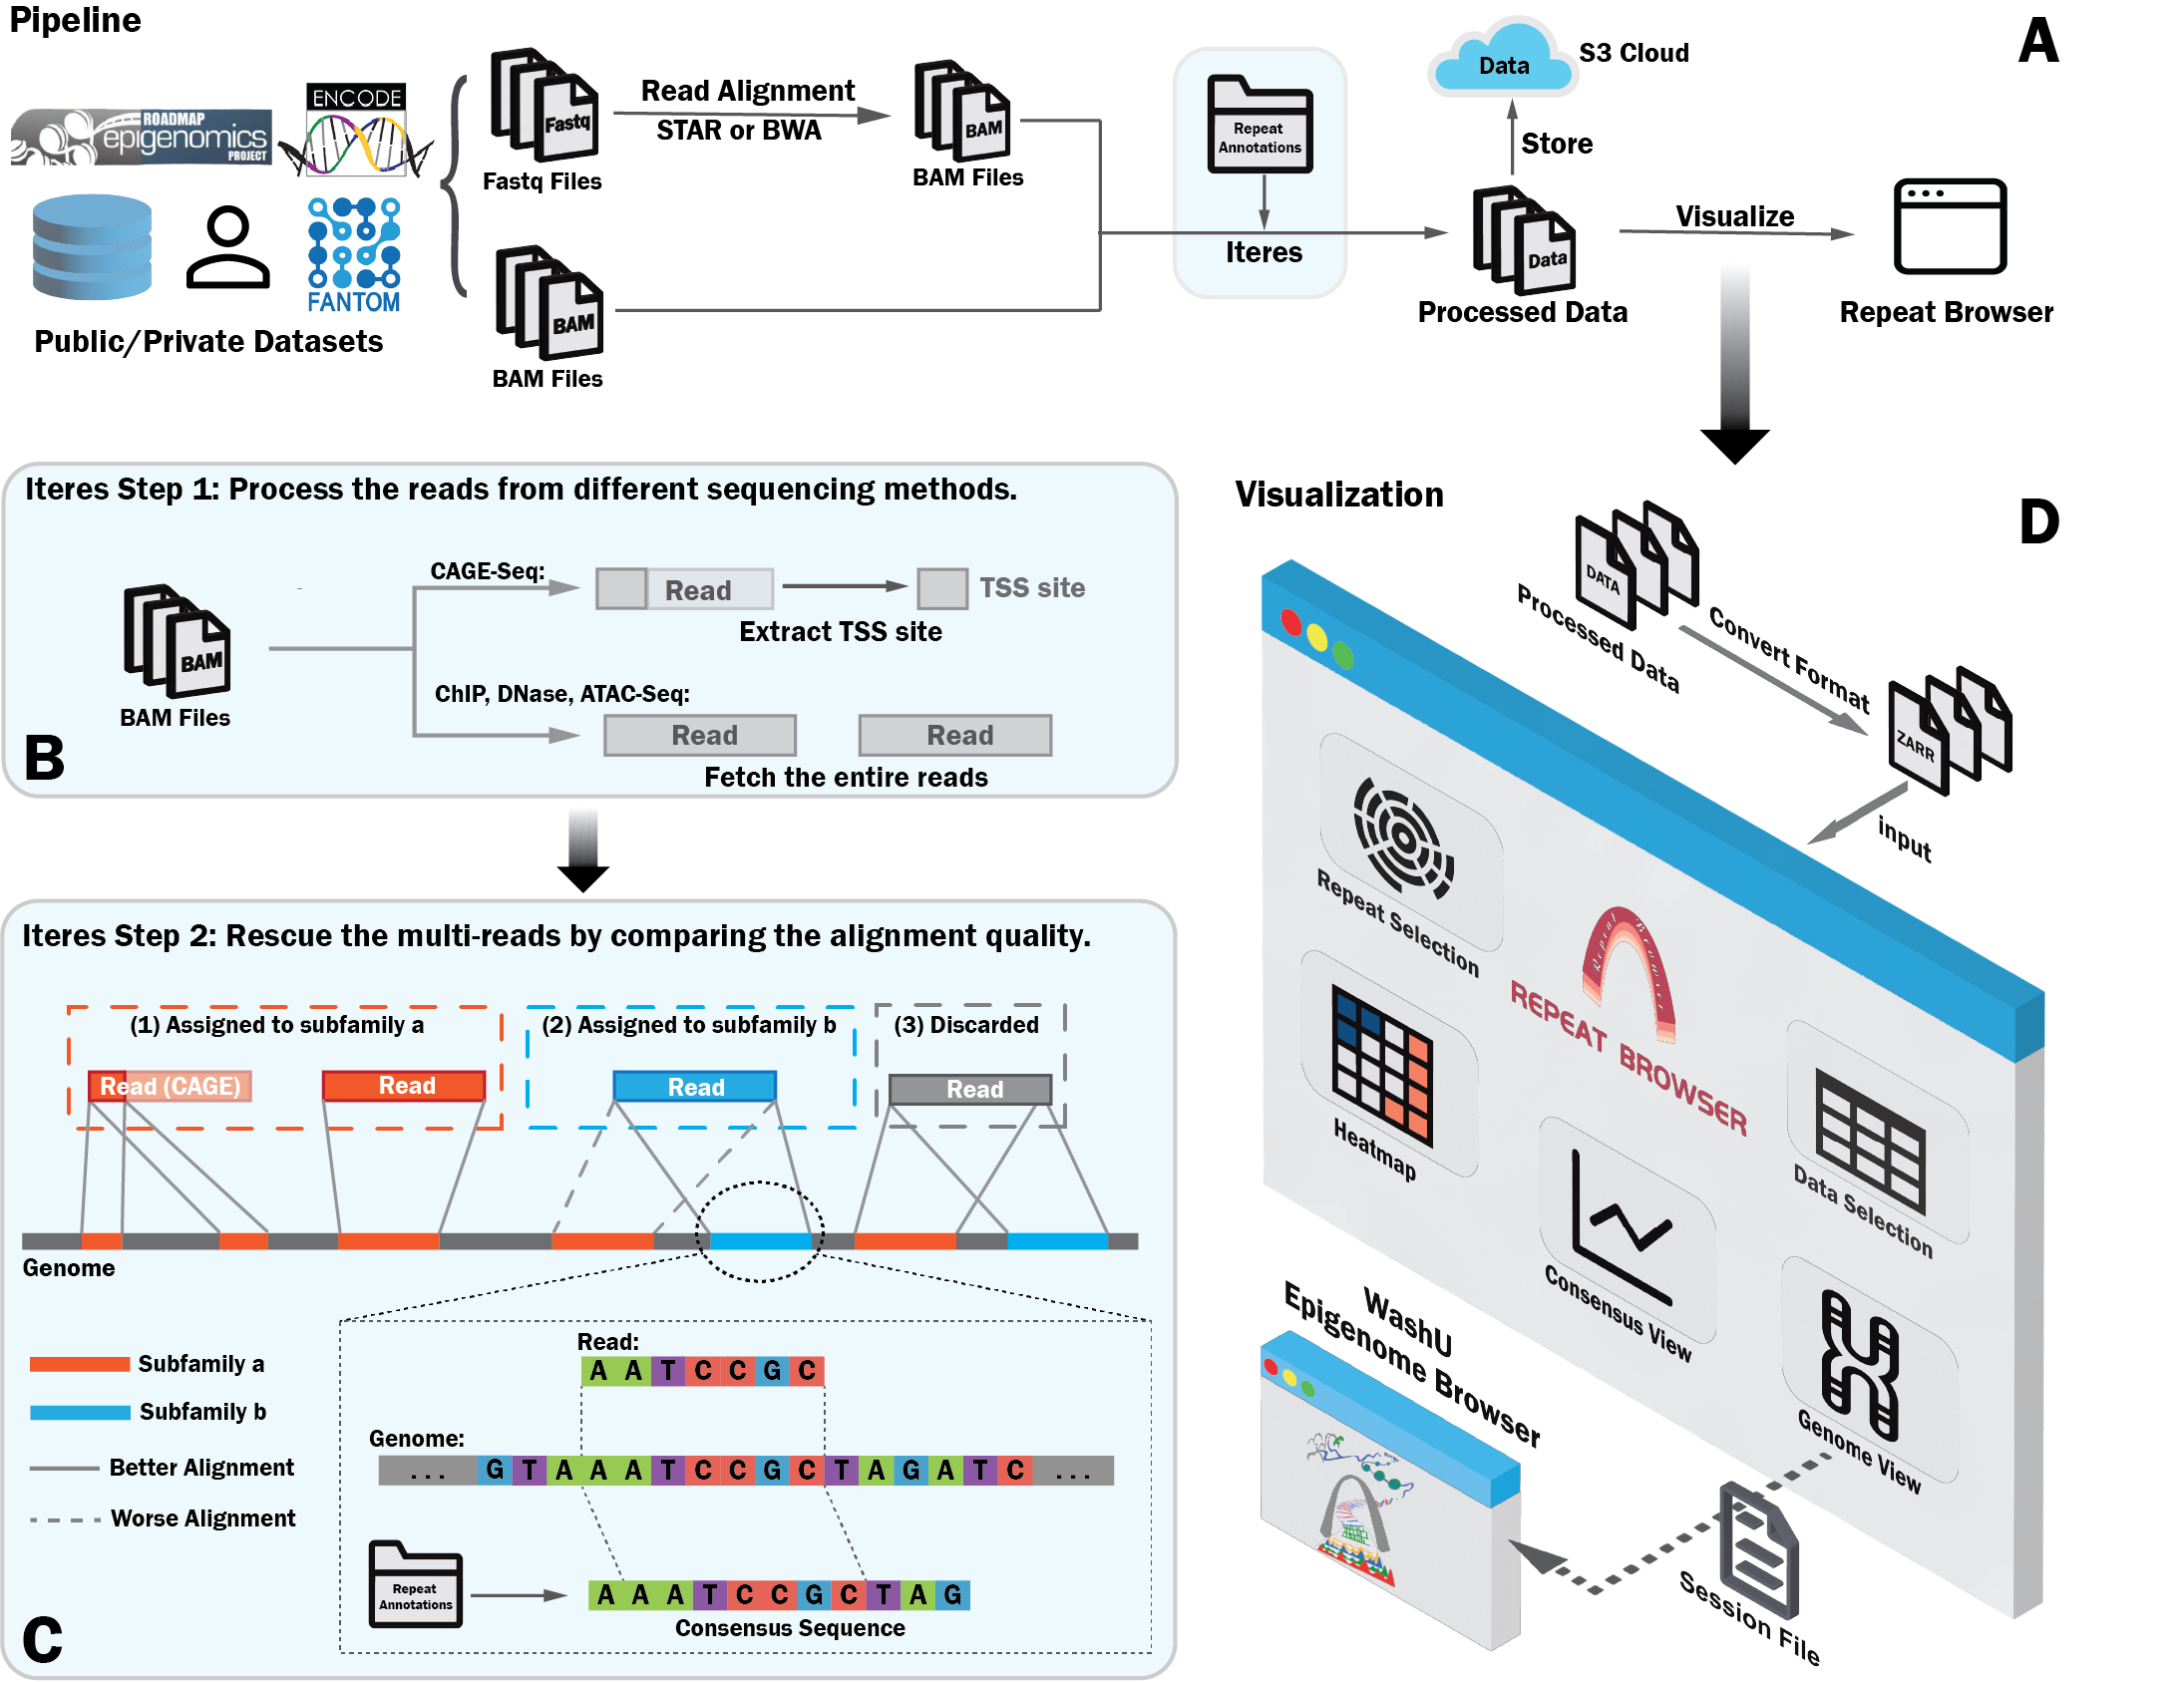 Pipeline
A
ROADMAP
epigenomics
PROJECT
ENCODE
FANTOM
Public/Private Datasets
Fastq
Fastq Files
BAM
BAM Files
Read Alignment
STAR or BWA
BAM
BAM Files
Repeat
Annotations
Iteres
Data
S3 Cloud
Store
Data
Processed Data
Visualize
Repeat Browser
Iteres Step 1: Process the reads from different sequencing methods.
BAM
BAM Files
CAGE-Seq:
Read
TSS site
Extract TSS site
ChIP, DNase, ATAC-Seq:
Read
Read
Fetch the entire reads
B
Iteres Step 2: Rescue the multi-reads by comparing the alignment quality.
(1) Assigned to subfamily a
(2) Assigned to subfamily b
(3) Discarded
Read (CAGE)
Read
Read
Read
Genome
Subfamily a
Subfamily b
Better Alignment
Worse Alignment
Read:
A A T C C G C
Genome:
... G T A A A T C C G C T A G A T C ...
Repeat
Annotations
A A A T C C G C T A G
Consensus Sequence
C
Visualization
D
DATA
Processed Data
Convert Format
ZARR
input
Repeat Selection
Repeat Browser
REPEAT BROWSER
Heatmap
Data Selection
Consensus View
Genome View
WashU
Epigenome Browser
Session File